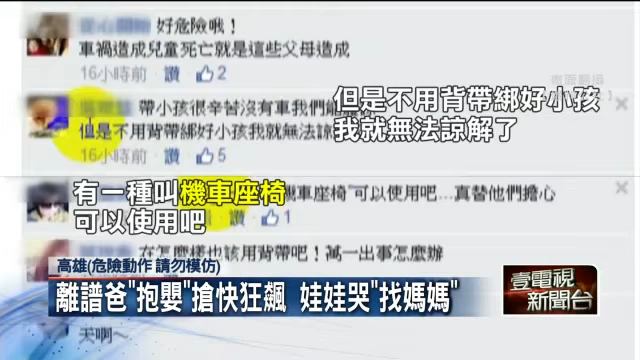 好危險哦！
車禍造成兒童死亡就是這些父母造成
16小時前 · 讚 · 2
帶小孩很辛苦沒有車我們能
但是不用背帶綁好小孩我就無法諒
16小時前 · 讚 · 5
但是不用背帶綁好小孩
我就無法諒解了
有一種叫機車座椅
可以使用吧
機車座椅"可以使用吧...真替他們擔心
讚 · 1
在怎麼樣也該用背帶吧！萬一出事怎麼辦
高雄(危險動作 請勿模仿)
離譜爸"抱嬰"搶快狂飆 娃娃哭"找媽媽"
壹電視
新聞台
天啊～